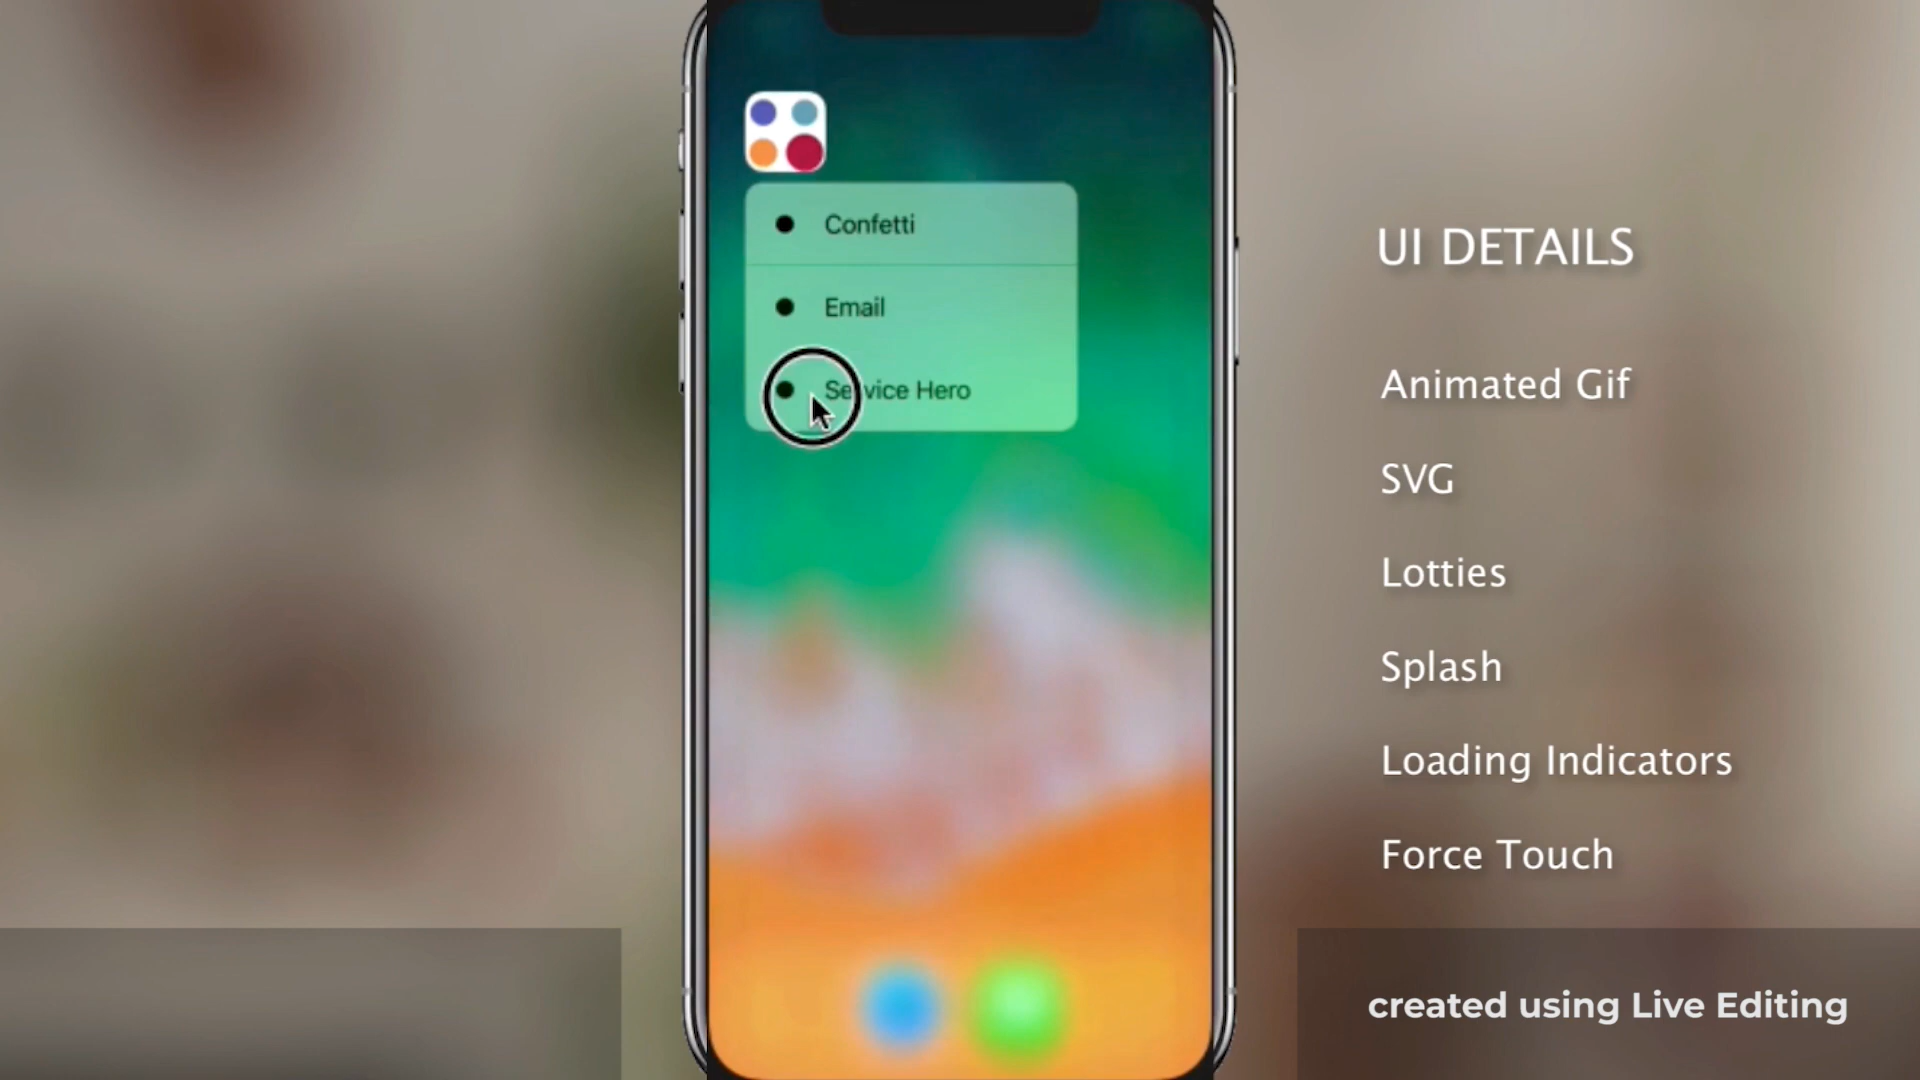 Confetti
Email
Service Hero
UI DETAILS
Animated Gif
SVG
Lotties
Splash
Loading Indicators
Force Touch
created using Live Editing